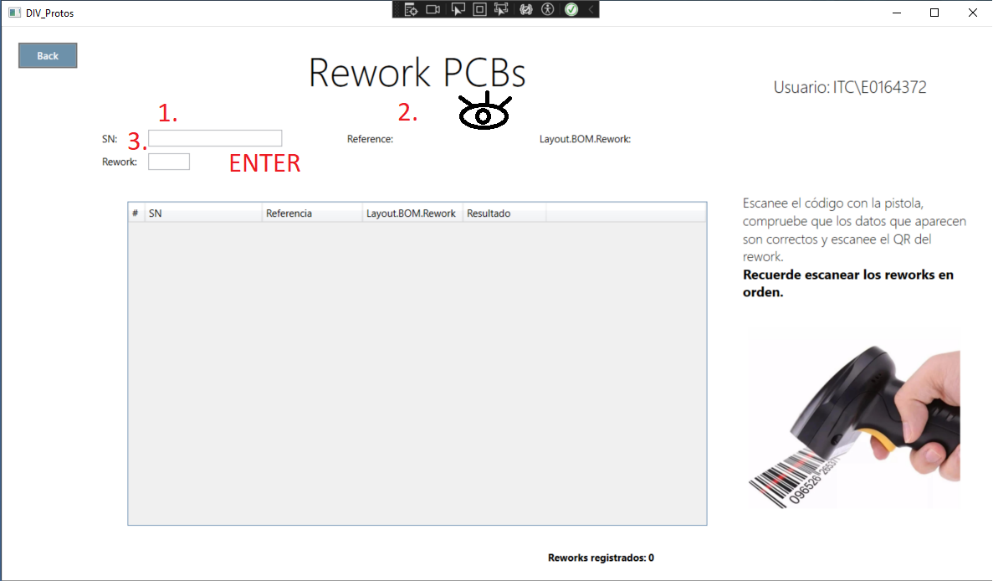 DIV_Protos
Back
Rework PCBs
Usuario: ITC\E0164372
1.
2.
SN:
Reference:
Layout.BOM.Rework:
3.
Rework:
ENTER
# SN Referencia Layout.BOM.Rework Resultado
Escanee el código con la pistola,
compruebe que los datos que aparecen
son correctos y escanee el QR del
rework.
Recuerde escanear los reworks en
orden.
Reworks registrados: 0